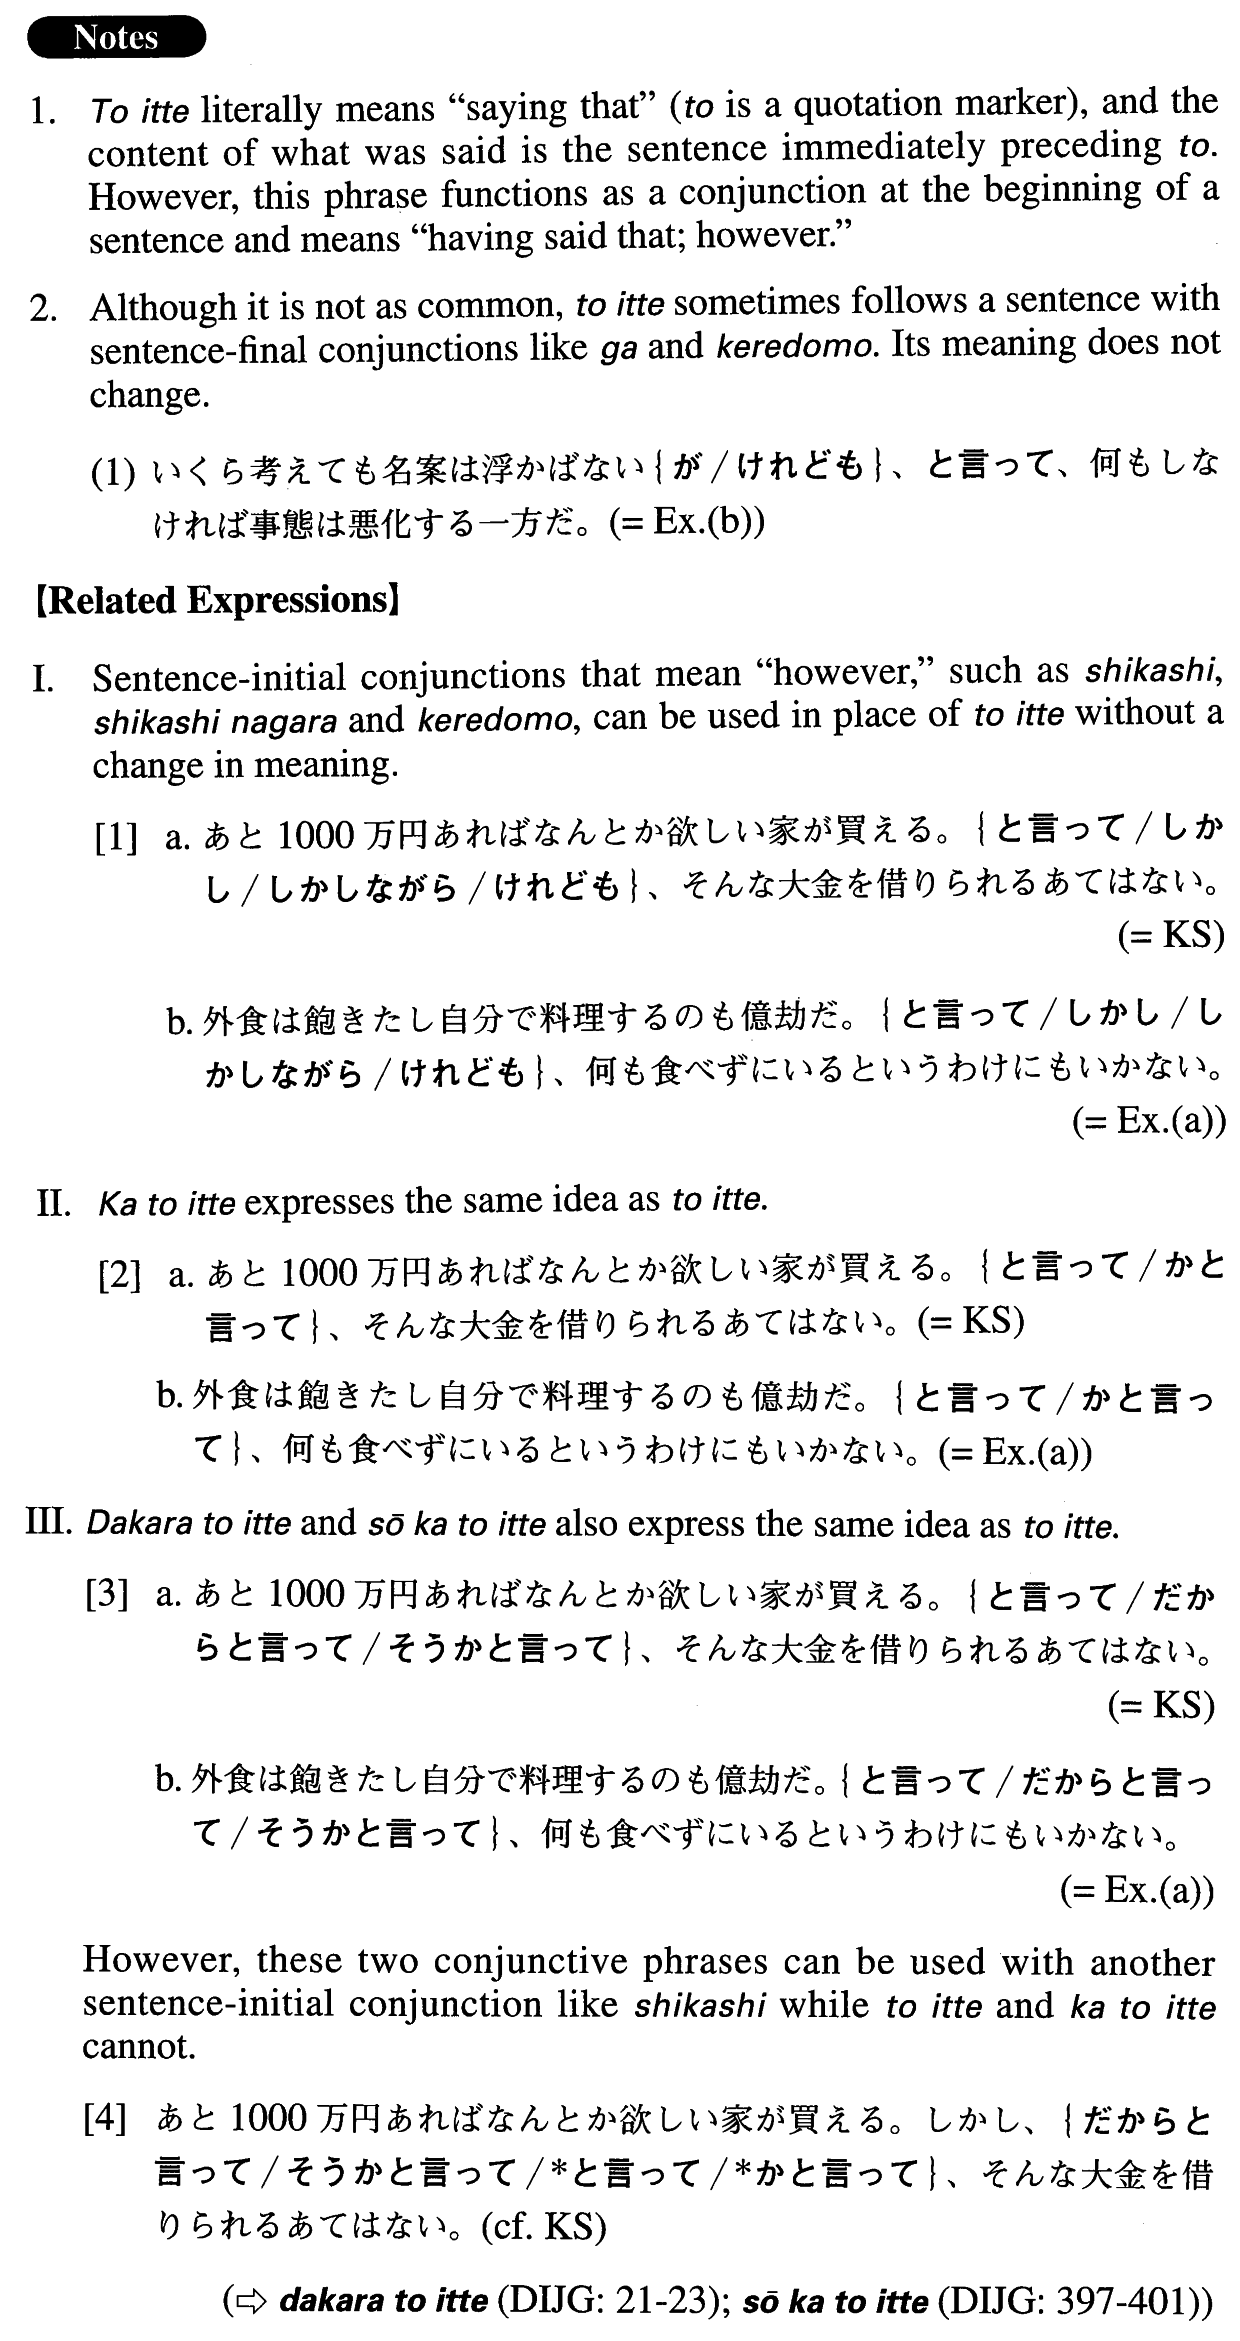 Notes
1. To itte literally means “saying that” (to is a quotation marker), and the
content of what was said is the sentence immediately preceding to.
However, this phrase functions as a conjunction at the beginning of a
sentence and means “having said that; however.”
2. Although it is not as common, to itte sometimes follows a sentence with
sentence-final conjunctions like ga and keredomo. Its meaning does not
change.
(1) いくら考えても名案は浮かばない{が/けれども}、と言って、何もしな
ければ事態は悪化する一方だ。(= Ex.(b))
【Related Expressions】
I. Sentence-initial conjunctions that mean “however,” such as shikashi,
shikashi nagara and keredomo, can be used in place of to itte without a
change in meaning.
[1] a. あと 1000 万円あればなんとか欲しい家が買える。{と言って/しか
し/しかしながら/けれども}、そんな大金を借りられるあてはない。
(= KS)
b. 外食は飽きたし自分で料理するのも億劫だ。{と言って/しかし/し
かしながら/けれども}、何も食べずにいるというわけにもいかない。
(= Ex.(a))
II. Ka to itte expresses the same idea as to itte.
[2] a. あと 1000 万円あればなんとか欲しい家が買える。{と言って/かと
言って}、そんな大金を借りられるあてはない。(= KS)
b. 外食は飽きたし自分で料理するのも億劫だ。{と言って/かと言っ
て}、何も食べずにいるというわけにもいかない。(= Ex.(a))
III. Dakara to itte and sō ka to itte also express the same idea as to itte.
[3] a. あと 1000 万円あればなんとか欲しい家が買える。{と言って/だか
らと言って/そうかと言って}、そんな大金を借りられるあてはない。
(= KS)
b. 外食は飽きたし自分で料理するのも億劫だ。{と言って/だからと言っ
て/そうかと言って}、何も食べずにいるというわけにもいかない。
(= Ex.(a))
However, these two conjunctive phrases can be used with another
sentence-initial conjunction like shikashi while to itte and ka to itte
cannot.
[4] あと 1000 万円あればなんとか欲しい家が買える。しかし、{だからと
言って/そうかと言って/*と言って/*かと言って}、そんな大金を借
りられるあてはない。(cf. KS)
(⇨ dakara to itte (DIJG: 21-23); sō ka to itte (DIJG: 397-401))